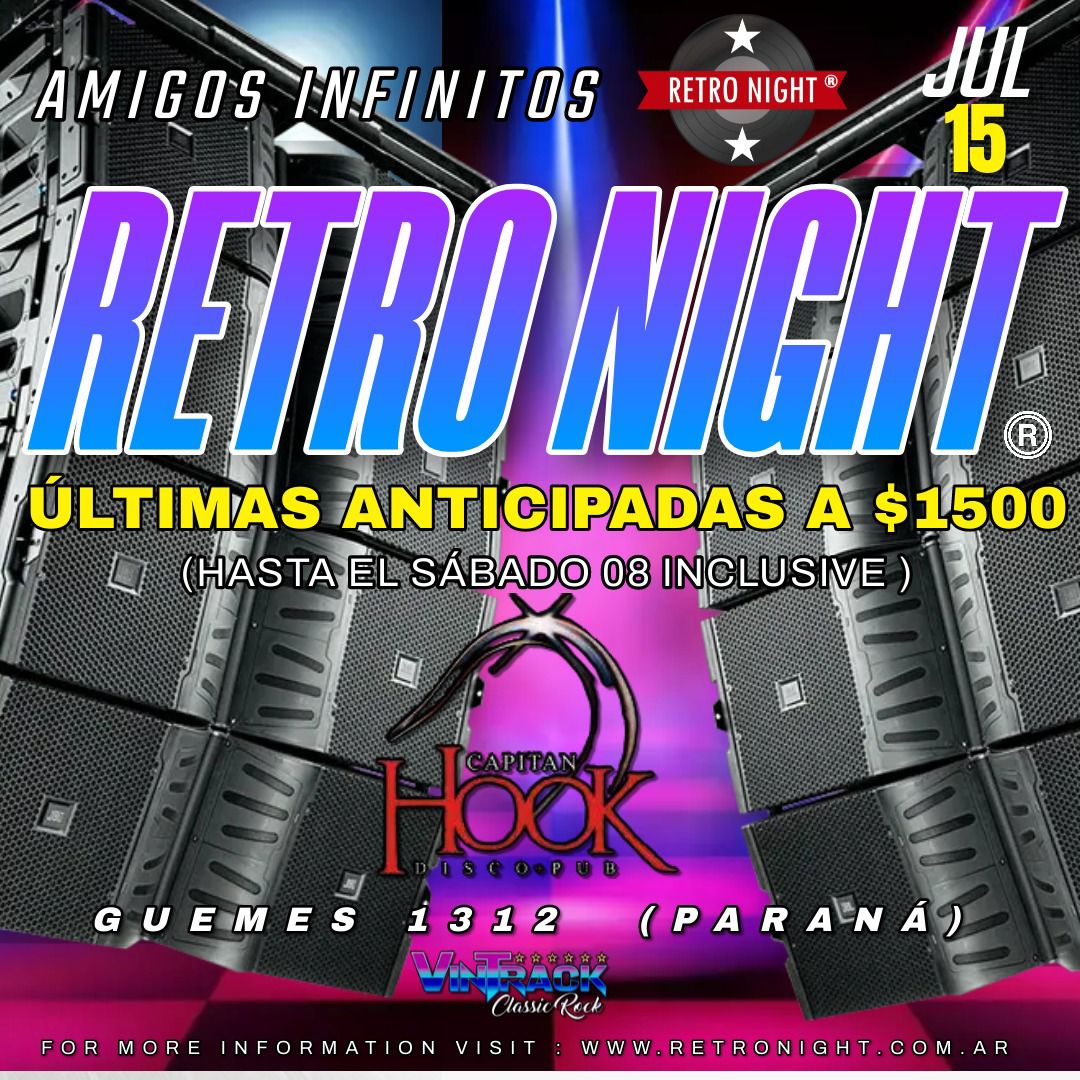 AMIGOS INFINITOS
RETRO NIGHT ®
JUL
15
RETRO NIGHT ®
ÚLTIMAS ANTICIPADAS A $1500
(HASTA EL SÁBADO 08 INCLUSIVE )
CAPITAN
HOOK
DISCO-PUB
GUEMES 1312 (PARANÁ)
VINTRACK
Classic Rock
FOR MORE INFORMATION VISIT : WWW.RETRONIGHT.COM.AR